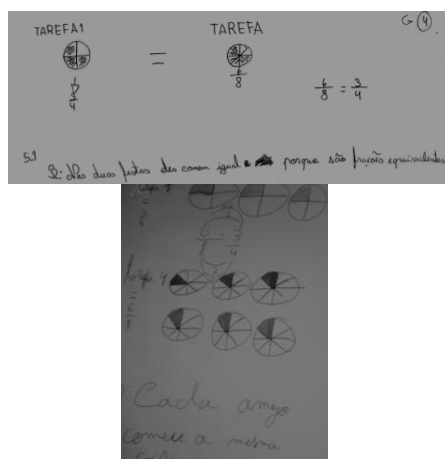 G 4
TAREFA1 = TAREFA
3/4
6/8
6/8 = 3/4
5.1
R: Nas duas festas eles comem igual porque são frações equivalentes
4
Cada amigo
comeu a mesma